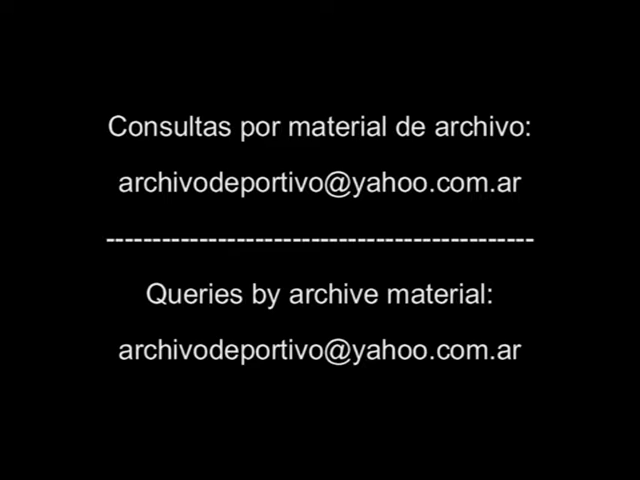 Consultas por material de archivo:
archivodeportivo@yahoo.com.ar
----------------------------------------------
Queries by archive material:
archivodeportivo@yahoo.com.ar